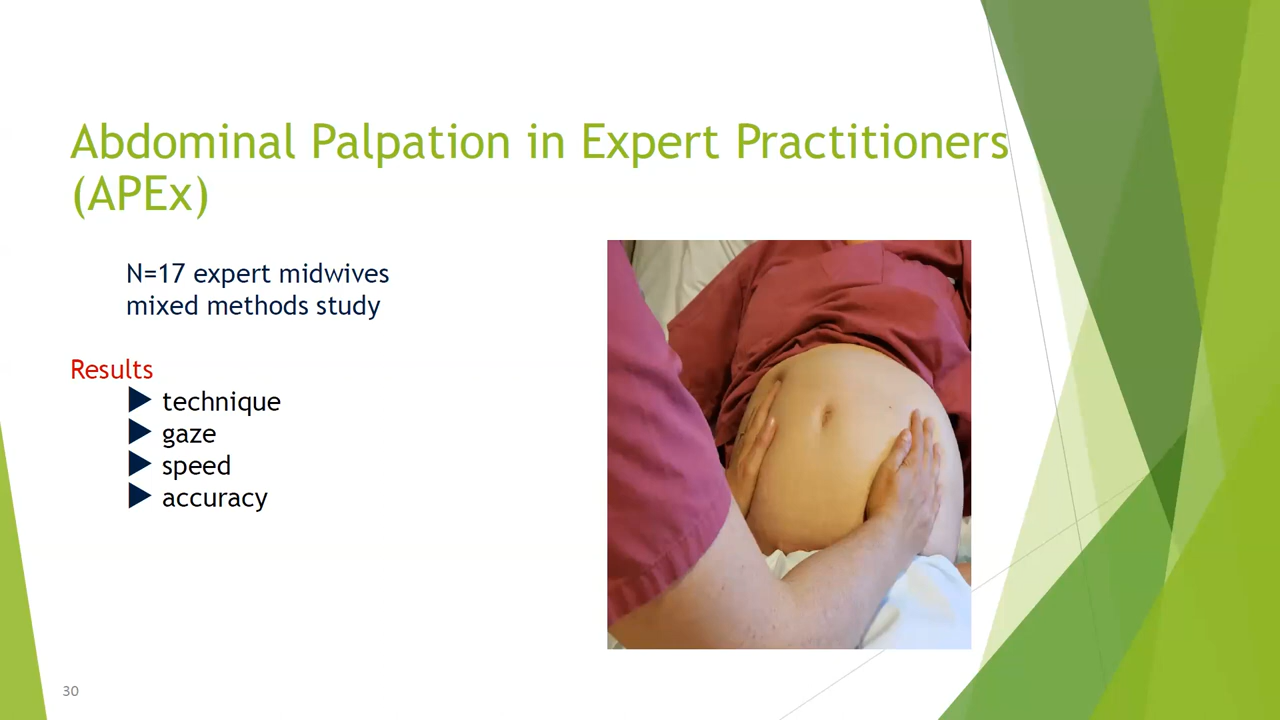 Abdominal Palpation in Expert Practitioners
(APEx)
N=17 expert midwives
mixed methods study
Results
technique
gaze
speed
accuracy
30